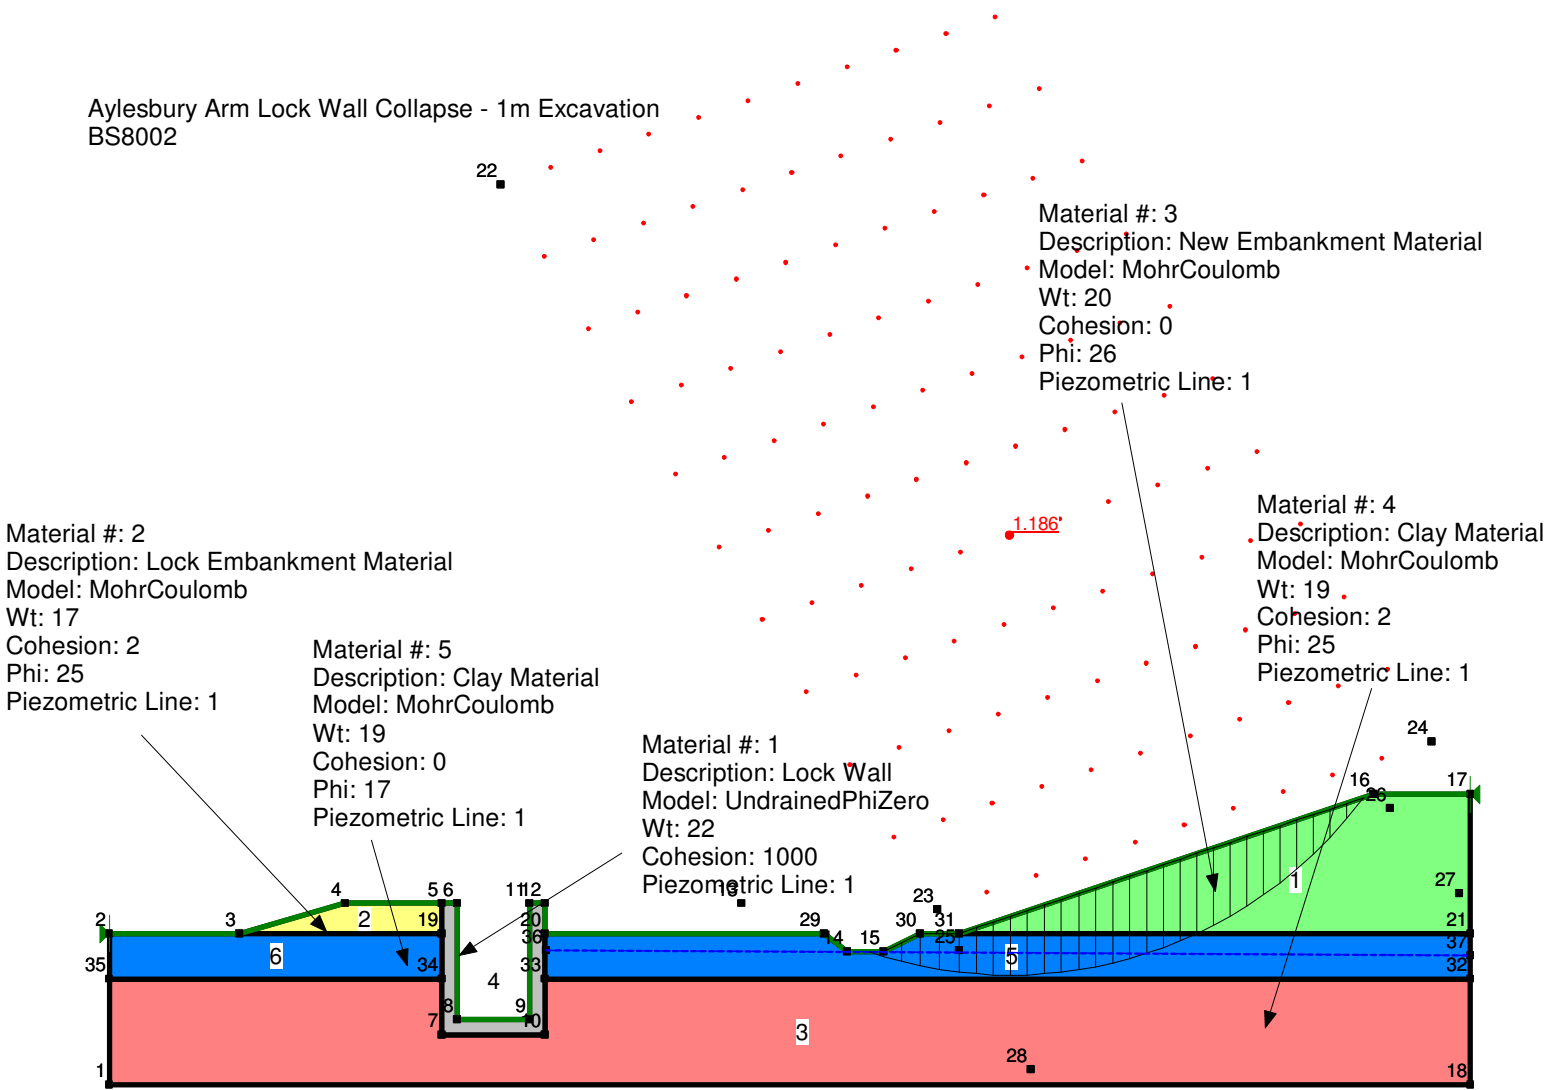 Aylesbury Arm Lock Wall Collapse - 1m Excavation
BS8002
22
Material #: 3
Description: New Embankment Material
Model: MohrCoulomb
Wt: 20
Cohesion: 0
Phi: 26
Piezometric Line: 1
1.186
Material #: 4
Description: Clay Material
Model: MohrCoulomb
Wt: 19
Cohesion: 2
Phi: 25
Piezometric Line: 1
Material #: 2
Description: Lock Embankment Material
Model: MohrCoulomb
Wt: 17
Cohesion: 2
Phi: 25
Piezometric Line: 1
Material #: 5
Description: Clay Material
Model: MohrCoulomb
Wt: 19
Cohesion: 0
Phi: 17
Piezometric Line: 1
Material #: 1
Description: Lock Wall
Model: UndrainedPhiZero
Wt: 22
Cohesion: 1000
Piezometric Line: 1
24
16
17
26
13
4
5
6
11
12
23
27
1
2
3
2
19
20
29
30
31
21
36
14
15
25
37
6
5
35
34
33
32
4
8
9
7
10
3
28
1
18